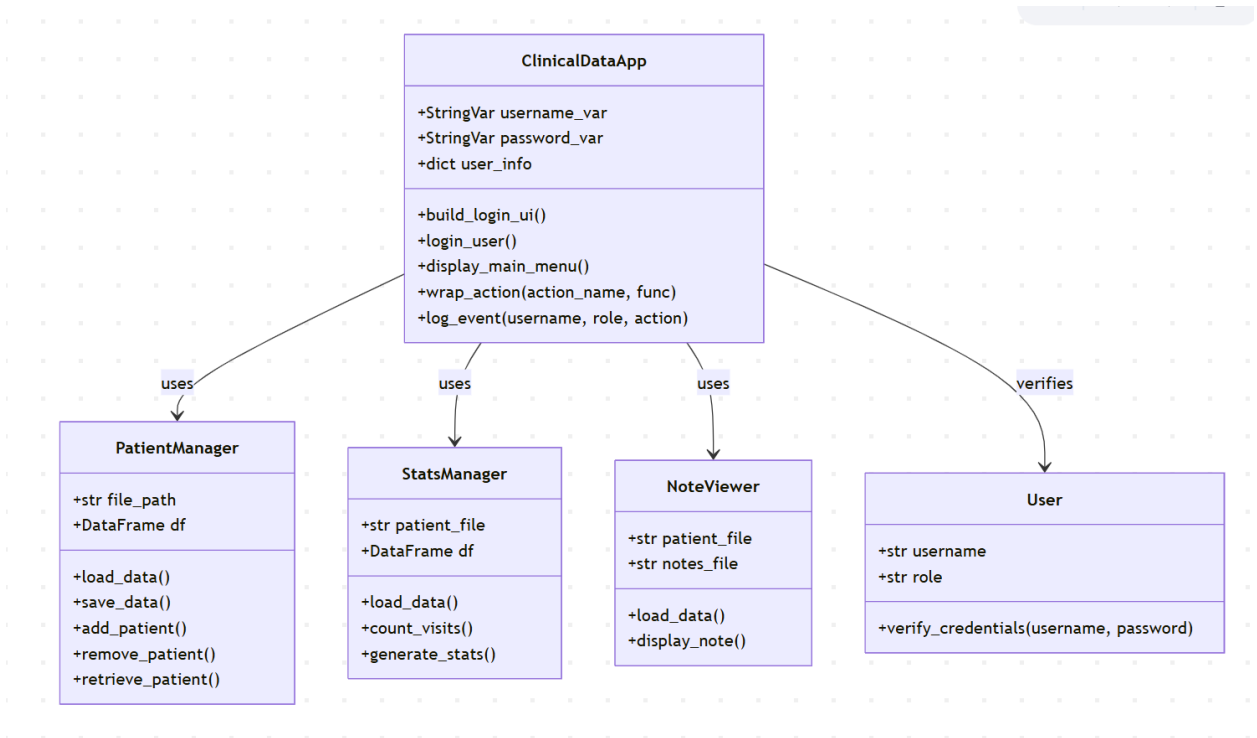 ClinicalDataApp
+StringVar username_var
+StringVar password_var
+dict user_info
+build_login_ui()
+login_user()
+display_main_menu()
+wrap_action(action_name, func)
+log_event(username, role, action)
uses
uses
uses
verifies
PatientManager
+str file_path
+DataFrame df
+load_data()
+save_data()
+add_patient()
+remove_patient()
+retrieve_patient()
StatsManager
+str patient_file
+DataFrame df
+load_data()
+count_visits()
+generate_stats()
NoteViewer
+str patient_file
+str notes_file
+load_data()
+display_note()
User
+str username
+str role
+verify_credentials(username, password)